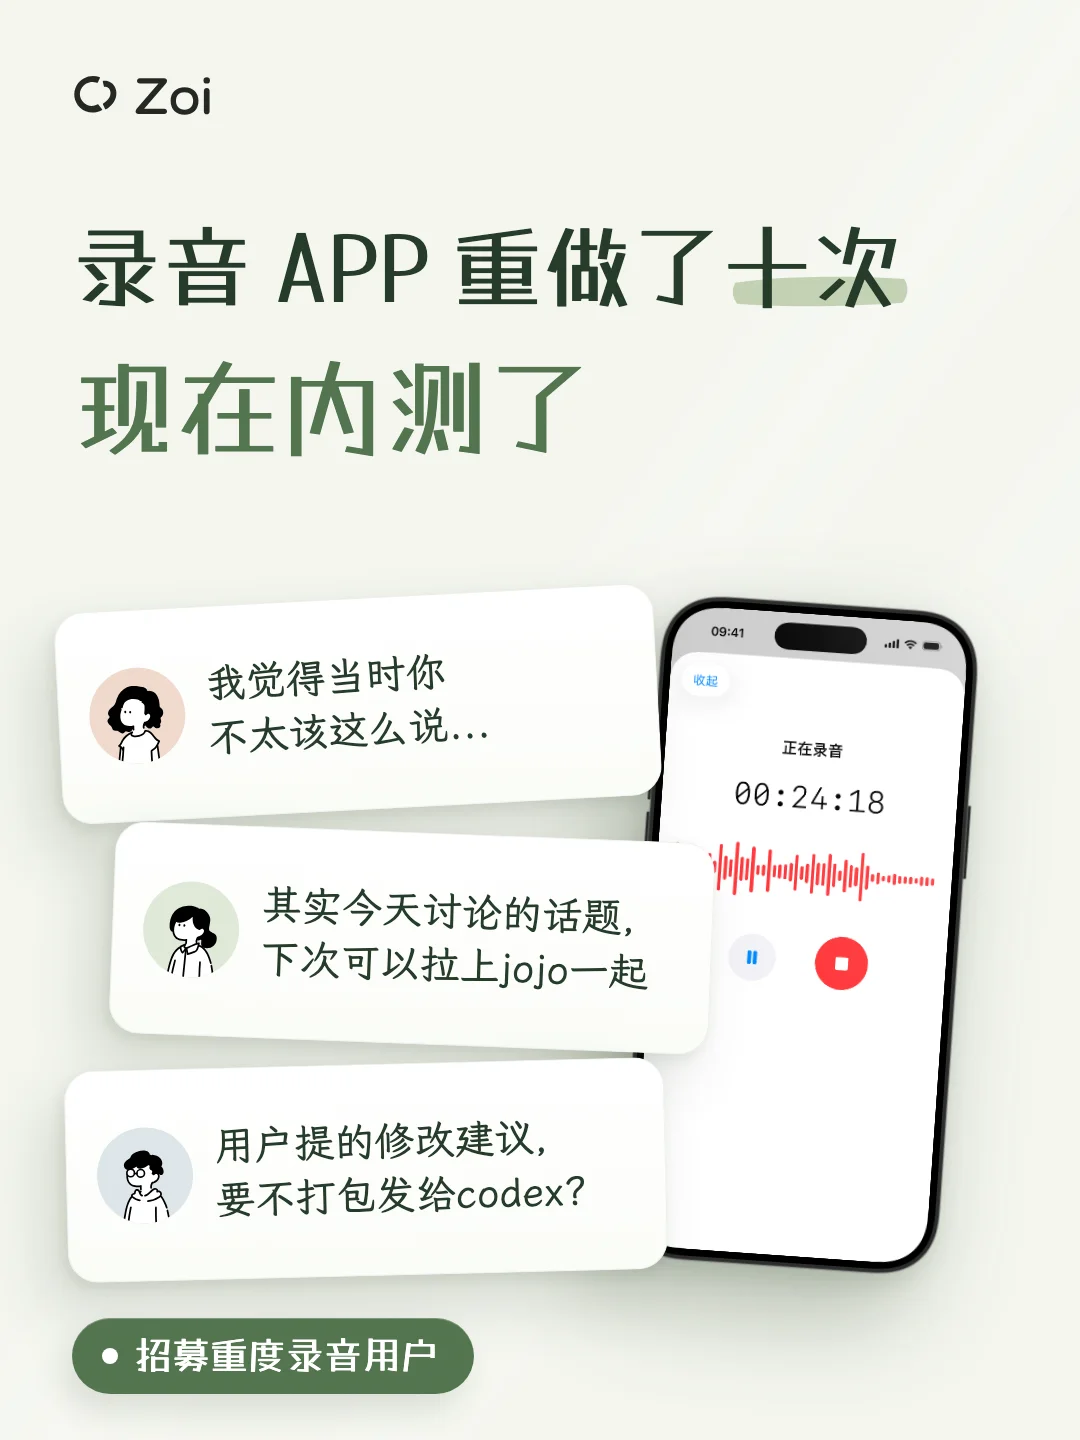 Zoi
录音 APP 重做了十次
现在内测了
我觉得当时你
不太该这么说...
其实今天讨论的话题,
下次可以拉上jojo一起
用户提的修改建议,
要不打包发给codex?
09:41
收起
正在录音
00:24:18
招募重度录音用户